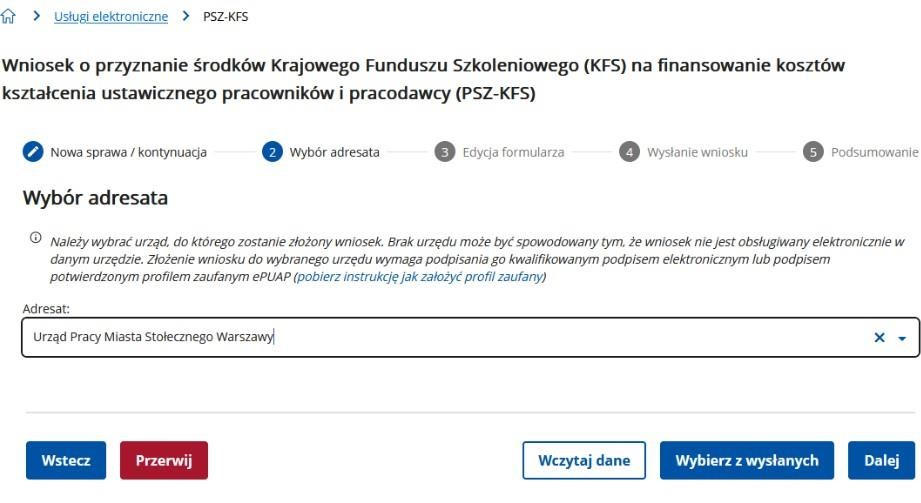 Usługi elektroniczne > PSZ-KFS
Wniosek o przyznanie środków Krajowego Funduszu Szkoleniowego (KFS) na finansowanie kosztów
kształcenia ustawicznego pracowników i pracodawcy (PSZ-KFS)
Nowa sprawa / kontynuacja 2 Wybór adresata 3 Edycja formularza 4 Wysłanie wniosku 5 Podsumowanie
Wybór adresata
Należy wybrać urząd, do którego zostanie złożony wniosek. Brak urzędu może być spowodowany tym, że wniosek nie jest obsługiwany elektronicznie w
danym urzędzie. Złożenie wniosku do wybranego urzędu wymaga podpisania go kwalifikowanym podpisem elektronicznym lub podpisem
potwierdzonym profilem zaufanym ePUAP (pobierz instrukcję jak założyć profil zaufany)
Adresat:
Urząd Pracy Miasta Stołecznego Warszawy
Wstecz Przerwij Wczytaj dane Wybierz z wysłanych Dalej